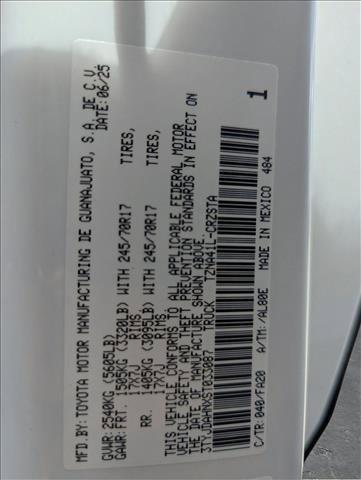 MFD.BY: TOYOTA MOTOR MANUFACTURING DE GUANAJUATO, S.A. DE C.V.
DATE: 06/25
GVWR: 2540KG (5605LB)
GAWR: FRT. 1505KG (3320LB) WITH 245/70R17 TIRES,
17X7J RIMS,
RR. 1405KG (3095LB) WITH 245/70R17 TIRES,
17X7J RIMS,
THIS VEHICLE CONFORMS TO ALL APPLICABLE FEDERAL MOTOR
VEHICLE SAFETY AND THEFT PREVENTION STANDARDS IN EFFECT ON
THE DATE OF MANUFACTURE SHOWN ABOVE.
3TYJDAHNXST033087 TRUCK TZNA41L-CRZSTA
C/TR: 040/FA20 A/TM: /AL80E MADE IN MEXICO 484
1